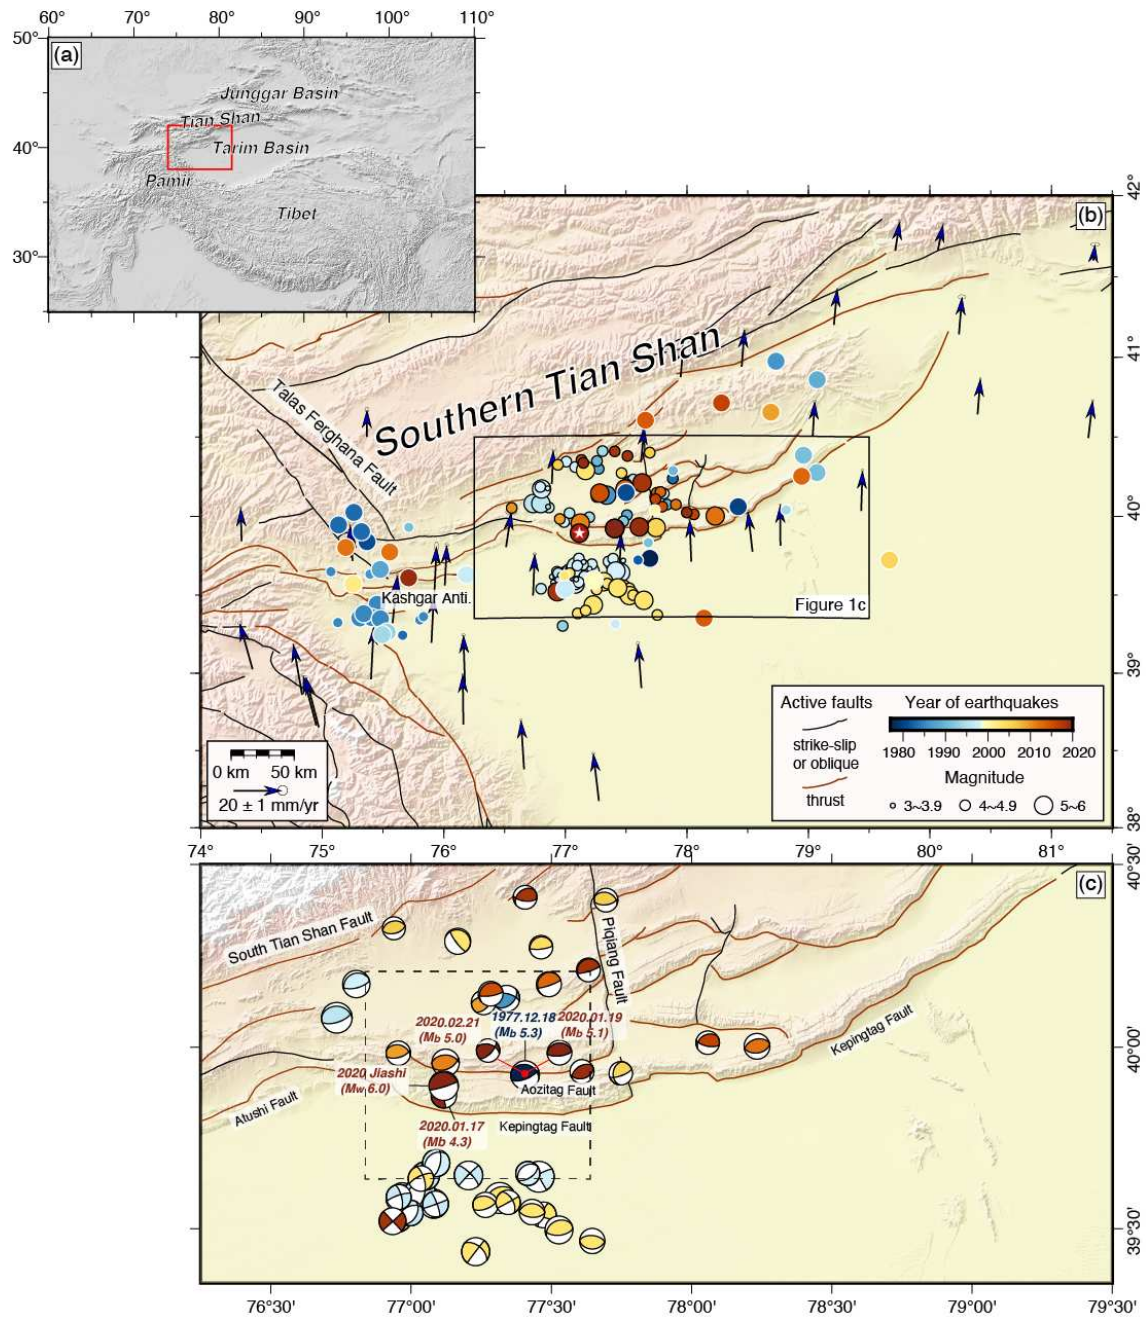 60° 70° 80° 90° 100° 110°
50°
40°
30°
(a)
Junggar Basin
Tian Shan
Tarim Basin
Pamir
Tibet
42°
41°
40°
39°
38°
(b)
Southern Tian Shan
Talas Ferghana Fault
Kashgar Anti.
Figure 1c
Active faults
strike-slip
or oblique
thrust
Year of earthquakes
1980 1990 2000 2010 2020
Magnitude
3~3.9 4~4.9 5~6
0 km 50 km
20 ± 1 mm/yr
74° 75° 76° 77° 78° 79° 80° 81°
40°30'
40°00'
39°30'
(c)
South Tian Shan Fault
Piqiang Fault
Kepingtag Fault
1977.12.18
(Mb 5.3)
2020.01.19
(Mb 5.1)
2020.02.21
(Mb 5.0)
2020 Jiashi
(Mw 6.0)
Aozitag Fault
Atushi Fault
2020.01.17
(Mb 4.3)
Kepingtag Fault
76°30' 77°00' 77°30' 78°00' 78°30' 79°00' 79°30'